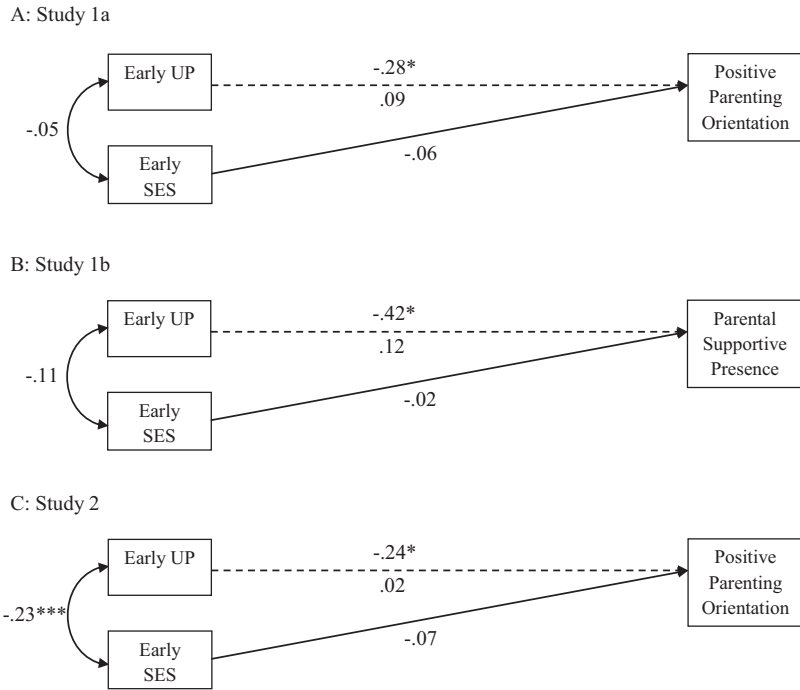 A: Study 1a
Early UP
-.28*
.09
Positive
Parenting
Orientation
-.05
Early
SES
-.06
B: Study 1b
Early UP
-.42*
.12
Parental
Supportive
Presence
-.11
Early
SES
-.02
C: Study 2
Early UP
-.24*
.02
Positive
Parenting
Orientation
-.23***
Early
SES
-.07